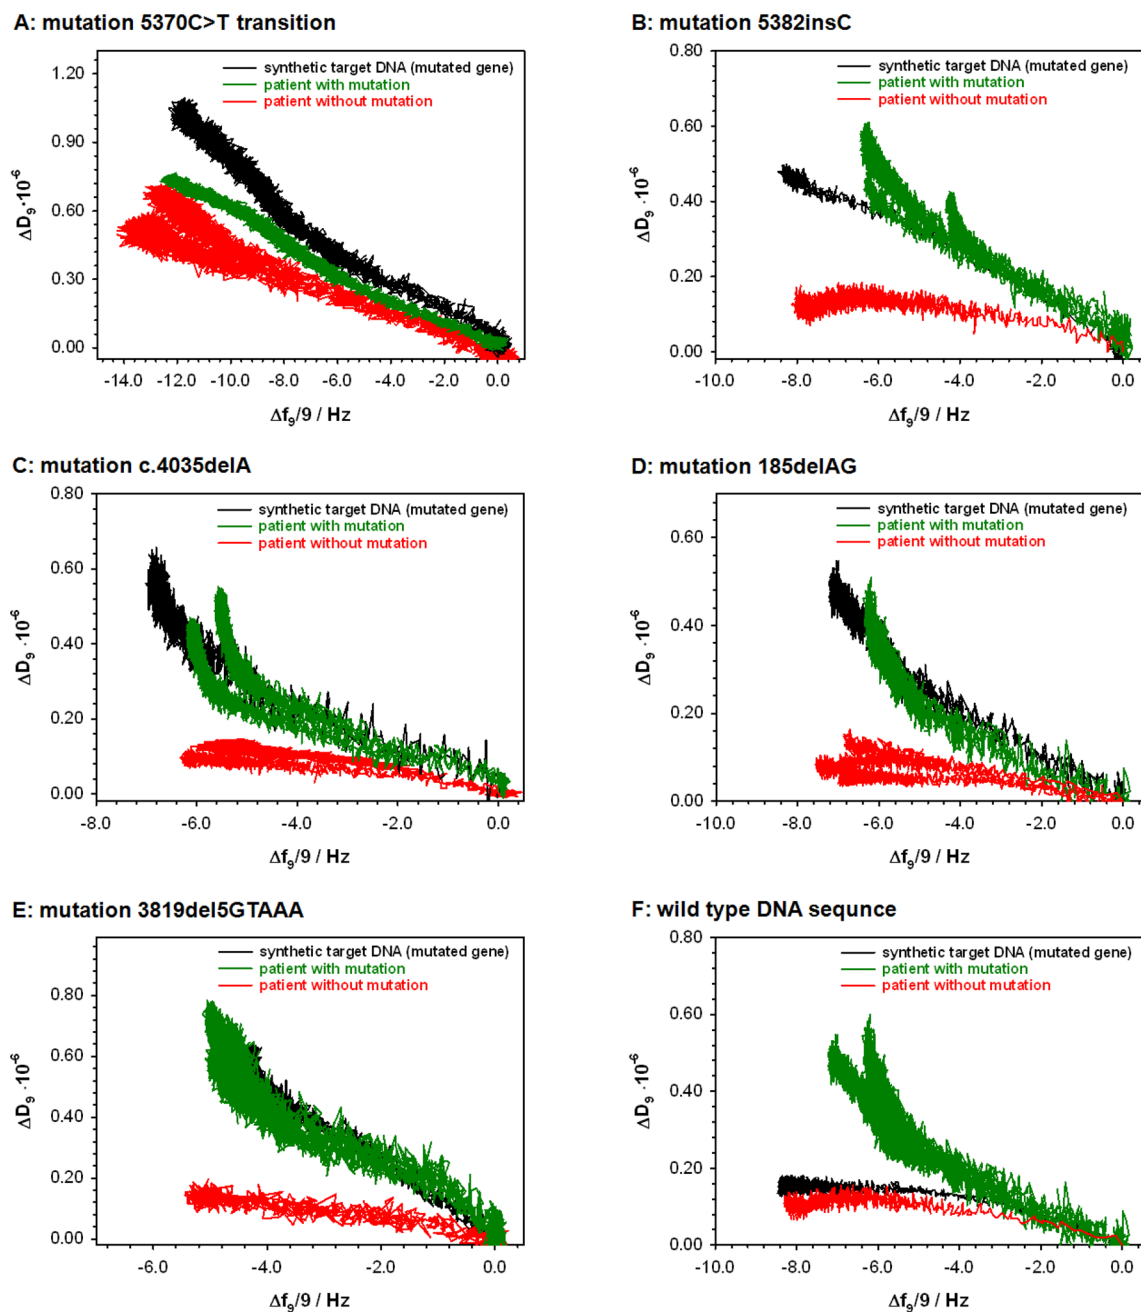 A: mutation 5370C>T transition
synthetic target DNA (mutated gene)
patient with mutation
patient without mutation
1.20
0.90
0.60
0.30
0.00
ΔD₉ ·10⁻⁶
-14.0 -12.0 -10.0 -8.0 -6.0 -4.0 -2.0 0.0
Δf₉/9 / Hz
B: mutation 5382insC
synthetic target DNA (mutated gene)
patient with mutation
patient without mutation
0.80
0.60
0.40
0.20
0.00
ΔD₉ ·10⁻⁶
-10.0 -8.0 -6.0 -4.0 -2.0 0.0
Δf₉/9 / Hz
C: mutation c.4035delA
synthetic target DNA (mutated gene)
patient with mutation
patient without mutation
0.80
0.60
0.40
0.20
0.00
ΔD₉ ·10⁻⁶
-8.0 -6.0 -4.0 -2.0 0.0
Δf₉/9 / Hz
D: mutation 185delAG
synthetic target DNA (mutated gene)
patient with mutation
patient without mutation
0.60
0.40
0.20
0.00
ΔD₉ ·10⁻⁶
-10.0 -8.0 -6.0 -4.0 -2.0 0.0
Δf₉/9 / Hz
E: mutation 3819del5GTAAA
synthetic target DNA (mutated gene)
patient with mutation
patient without mutation
0.80
0.60
0.40
0.20
0.00
ΔD₉ ·10⁻⁶
-6.0 -4.0 -2.0 0.0
Δf₉/9 / Hz
F: wild type DNA sequnce
synthetic target DNA (mutated gene)
patient with mutation
patient without mutation
0.80
0.60
0.40
0.20
0.00
ΔD₉ ·10⁻⁶
-10.0 -8.0 -6.0 -4.0 -2.0 0.0
Δf₉/9 / Hz